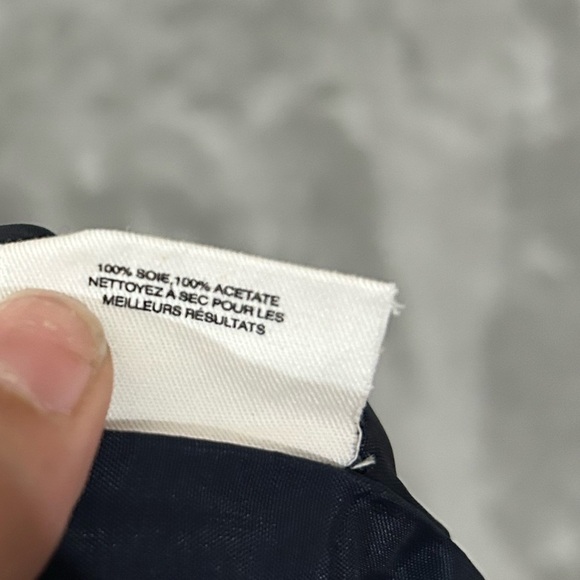 100% SOIE,100% ACETATE
NETTOYEZ À SEC POUR LES
MEILLEURS RÉSULTATS